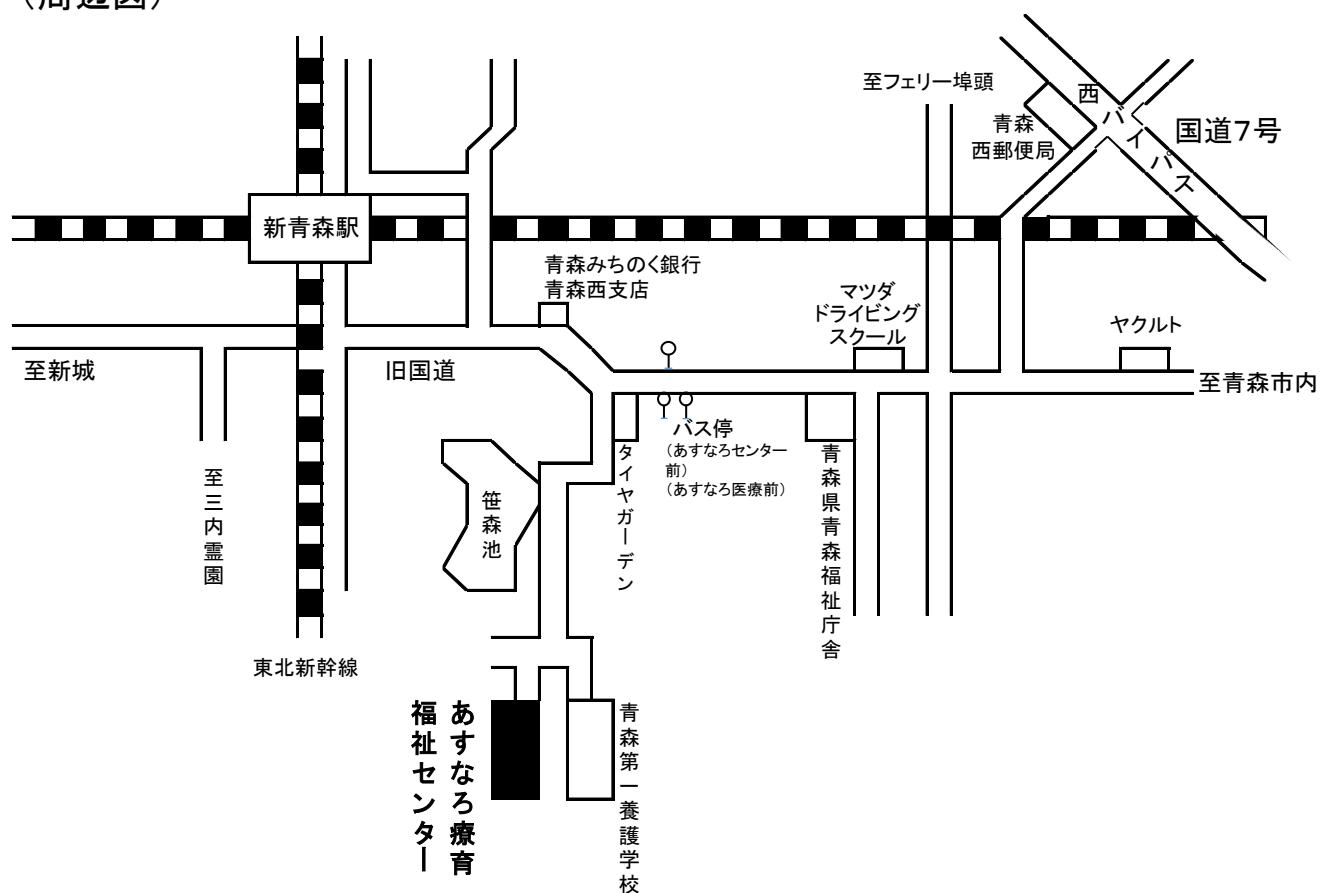 （周辺図）
至フェリー埠頭
西バイパス
国道7号
青森
西郵便局
新青森駅
青森みちのく銀行
青森西支店
マツダ
ドライビング
スクール
ヤクルト
至新城
旧国道
至青森市内
バス停
（あすなろセンター
前）
（あすなろ医療前）
タイヤガーデン
青森県青森福祉庁舎
至三内霊園
笹森池
東北新幹線
あすなろ療育
福祉センター
青森第一養護学校